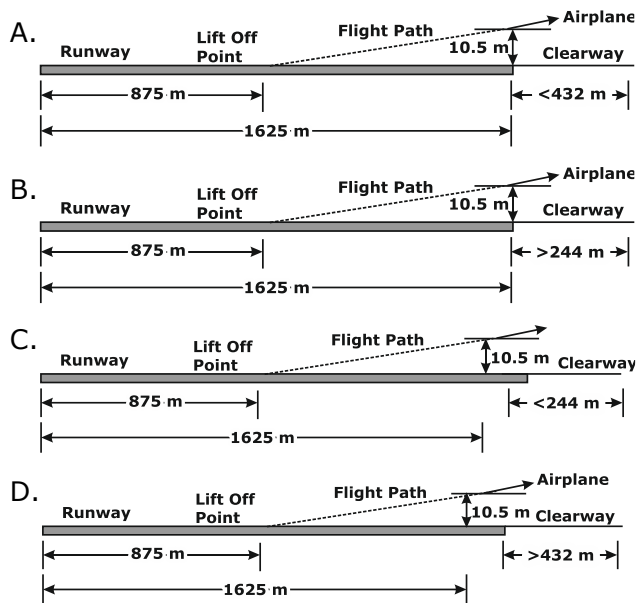 A.
Runway
Lift Off
Point
Flight Path
Airplane
10.5 m
Clearway
875 m
<432 m
1625 m
B.
Runway
Lift Off
Point
Flight Path
Airplane
10.5 m
Clearway
875 m
>244 m
1625 m
C.
Runway
Lift Off
Point
Flight Path
10.5 m
Clearway
875 m
<244 m
1625 m
D.
Runway
Lift Off
Point
Flight Path
Airplane
10.5 m
Clearway
875 m
>432 m
1625 m